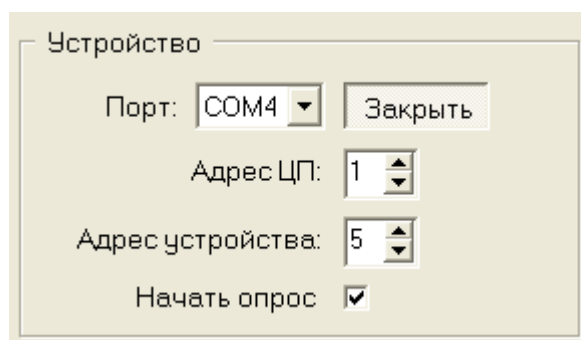 Устройство
Порт: COM4 Закрыть
Адрес ЦП: 1
Адрес устройства: 5
Начать опрос